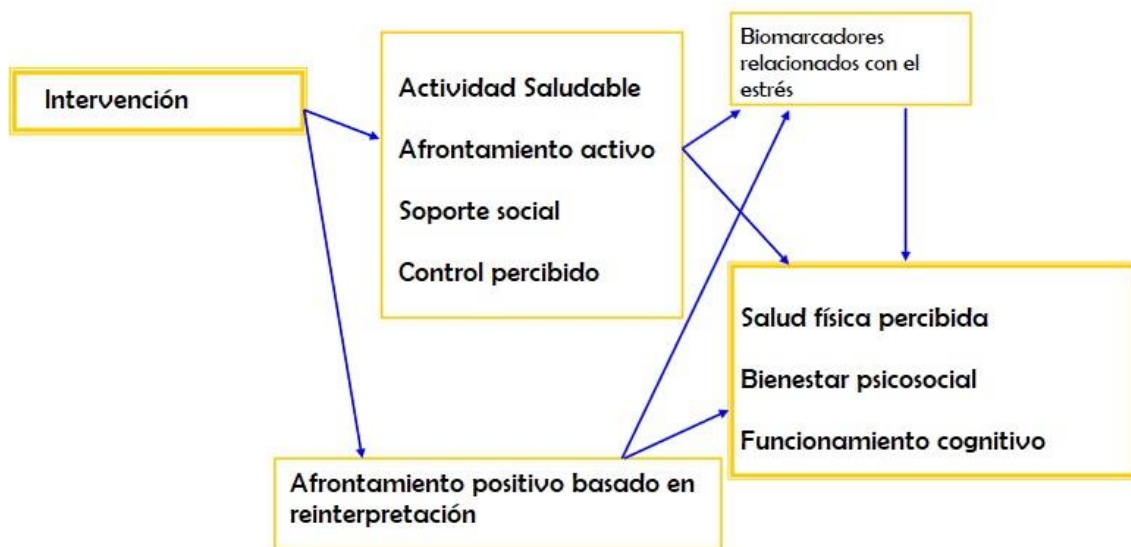 Intervención
Actividad Saludable
Afrontamiento activo
Soporte social
Control percibido
Biomarcadores
relacionados con el
estrés
Salud física percibida
Bienestar psicosocial
Funcionamiento cognitivo
Afrontamiento positivo basado en
reinterpretación